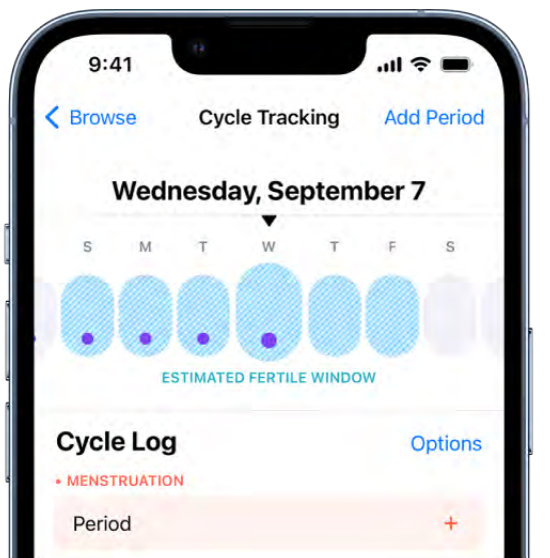 9:41
Browse Cycle Tracking Add Period
Wednesday, September 7
S M T W T F S
ESTIMATED FERTILE WINDOW
Cycle Log Options
• MENSTRUATION
Period +